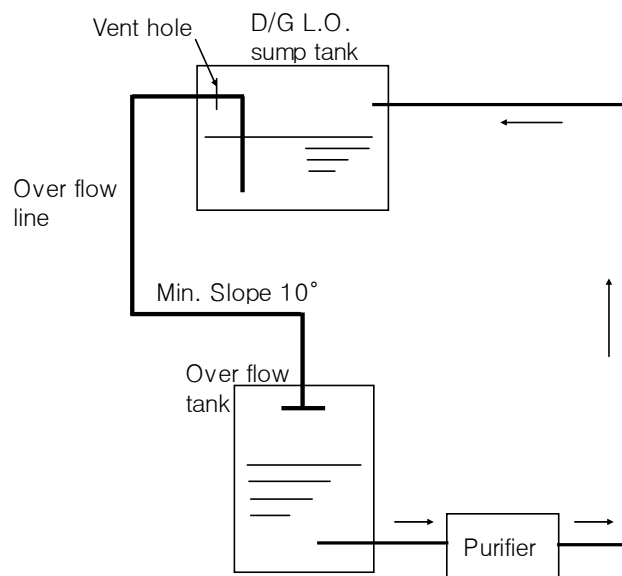 Vent hole
D/G L.O.
sump tank
Over flow
line
Min. Slope 10°
Over flow
tank
Purifier